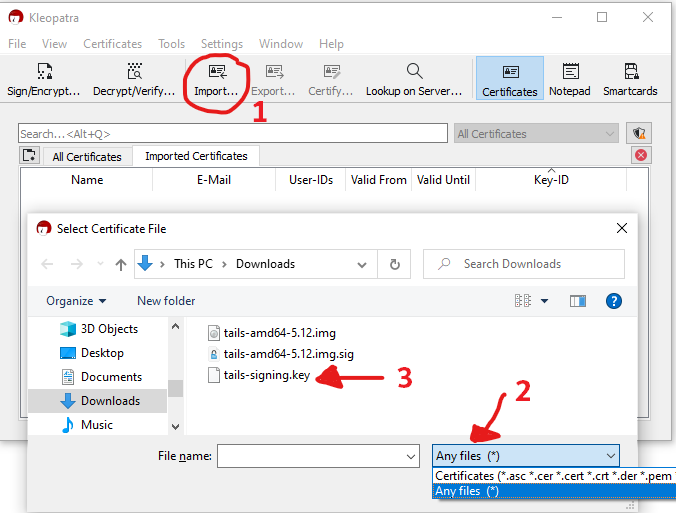 Kleopatra
File View Certificates Tools Settings Window Help
Sign/Encrypt... Decrypt/Verify... Import... Export... Certify... Lookup on Server... Certificates Notepad Smartcards
1
Search...<Alt+Q> All Certificates
All Certificates Imported Certificates
Name E-Mail User-IDs Valid From Valid Until Key-ID
Select Certificate File
This PC Downloads Search Downloads
Organize New folder
3D Objects
Desktop
Documents
Downloads
Music
tails-amd64-5.12.img
tails-amd64-5.12.img.sig
tails-signing.key
3
2
File name: Any files (*)
Certificates (*.asc *.cer *.cert *.crt *.der *.pem *
Any files (*)